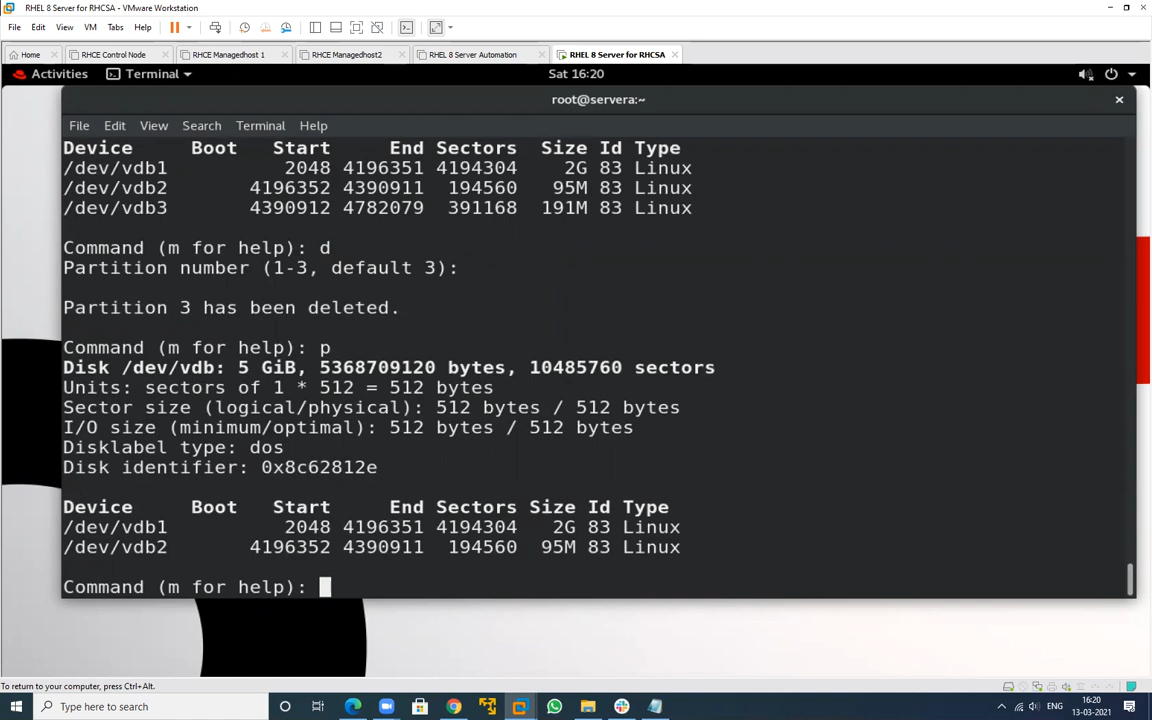 RHEL 8 Server for RHCSA - VMware Workstation
File Edit View VM Tabs Help
Home RHCE Control Node RHCE Managedhost 1 RHCE Managedhost2 RHEL 8 Server Automation RHEL 8 Server for RHCSA
Activities Terminal Sat 16:20
root@servera:~
File Edit View Search Terminal Help
Device Boot Start End Sectors Size Id Type
/dev/vdb1 2048 4196351 4194304 2G 83 Linux
/dev/vdb2 4196352 4390911 194560 95M 83 Linux
/dev/vdb3 4390912 4782079 391168 191M 83 Linux
Command (m for help): d
Partition number (1-3, default 3):
Partition 3 has been deleted.
Command (m for help): p
Disk /dev/vdb: 5 GiB, 5368709120 bytes, 10485760 sectors
Units: sectors of 1 * 512 = 512 bytes
Sector size (logical/physical): 512 bytes / 512 bytes
I/O size (minimum/optimal): 512 bytes / 512 bytes
Disklabel type: dos
Disk identifier: 0x8c62812e
Device Boot Start End Sectors Size Id Type
/dev/vdb1 2048 4196351 4194304 2G 83 Linux
/dev/vdb2 4196352 4390911 194560 95M 83 Linux
Command (m for help):
To return to your computer, press Ctrl+Alt.
Type here to search
ENG
16:20
13-03-2021